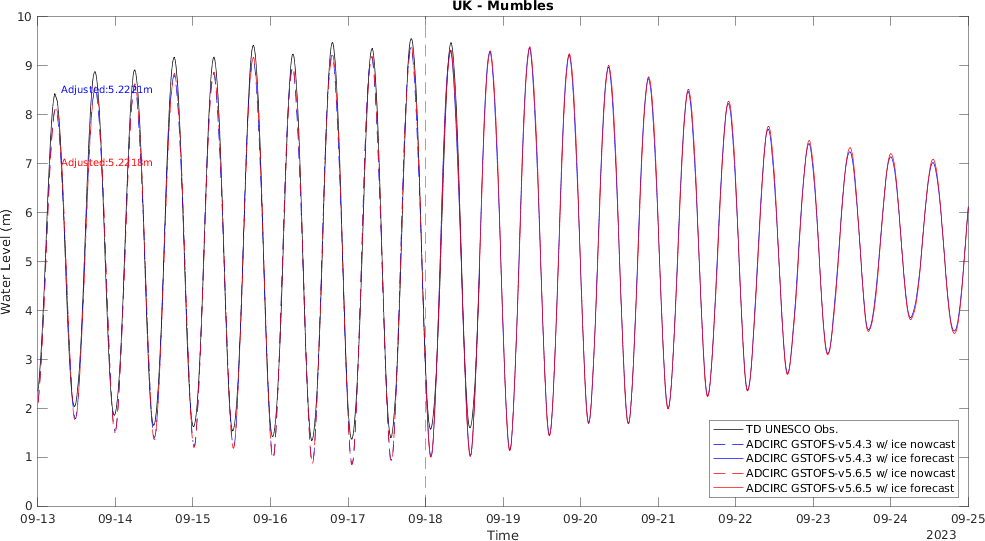 UK - Mumbles
10
9
8
7
6
5
4
3
2
1
0
Water Level (m)
Adjusted:5.2221m
Adjusted:5.2218m
TD UNESCO Obs.
ADCIRC GSTOFS-v5.4.3 w/ ice nowcast
ADCIRC GSTOFS-v5.4.3 w/ ice forecast
ADCIRC GSTOFS-v5.6.5 w/ ice nowcast
ADCIRC GSTOFS-v5.6.5 w/ ice forecast
09-13 09-14 09-15 09-16 09-17 09-18 09-19 09-20 09-21 09-22 09-23 09-24 09-25
Time
2023